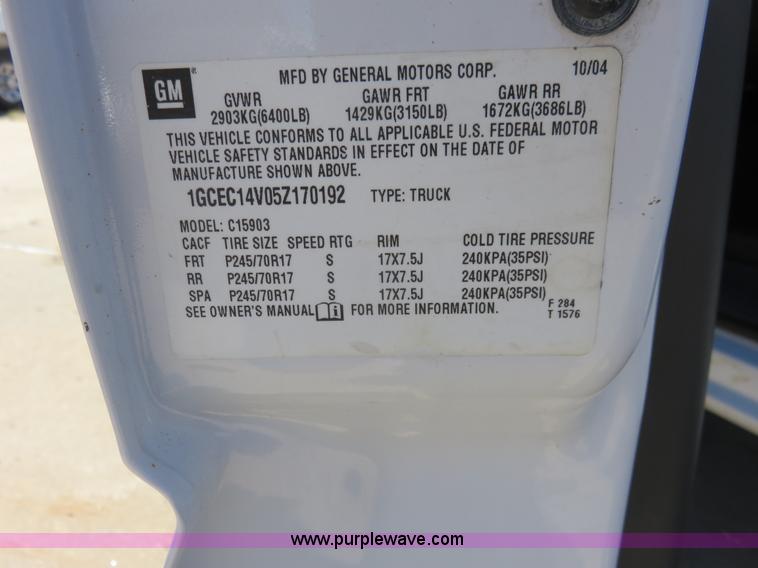 GM ® MFD BY GENERAL MOTORS CORP. 10/04
GVWR GAWR FRT GAWR RR
2903KG(6400LB) 1429KG(3150LB) 1672KG(3686LB)
THIS VEHICLE CONFORMS TO ALL APPLICABLE U.S. FEDERAL MOTOR
VEHICLE SAFETY STANDARDS IN EFFECT ON THE DATE OF
MANUFACTURE SHOWN ABOVE.
1GCEC14V05Z170192 TYPE: TRUCK
MODEL: C15903
CACF TIRE SIZE SPEED RTG RIM COLD TIRE PRESSURE
FRT P245/70R17 S 17X7.5J 240KPA(35PSI)
RR P245/70R17 S 17X7.5J 240KPA(35PSI)
SPA P245/70R17 S 17X7.5J 240KPA(35PSI)
SEE OWNER'S MANUAL i FOR MORE INFORMATION.
F 284
T 1576
www.purplewave.com